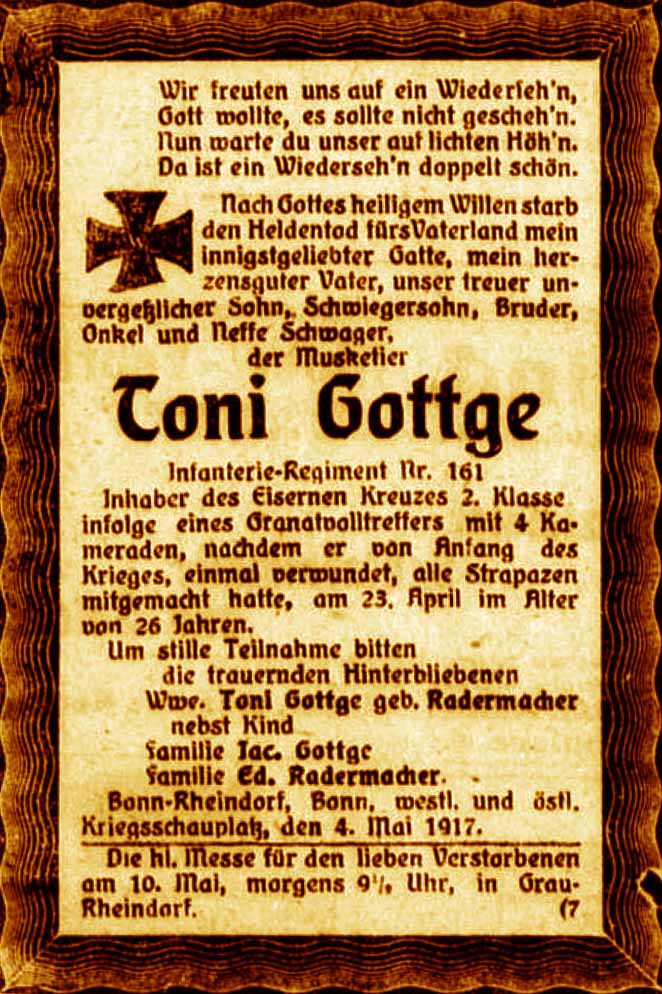 Wir freuten uns auf ein Wiederseh'n,
Gott wollte, es sollte nicht gescheh'n.
Nun warte du unser auf lichten Höh'n.
Da ist ein Wiederseh'n doppelt schön.
Nach Gottes heiligem Willen starb
den Heldentod fürs Vaterland mein
innigstgeliebter Gatte, mein her-
zensguter Vater, unser treuer un-
vergeßlicher Sohn, Schwiegersohn, Bruder,
Onkel und Neffe Schwager,
der Musketier
Toni Gottge
Infanterie-Regiment Nr. 161
Inhaber des Eisernen Kreuzes 2. Klasse
infolge eines Granatvolltreffers mit 4 Ka-
meraden, nachdem er von Anfang des
Krieges, einmal verwundet, alle Strapazen
mitgemacht hatte, am 23. April im Alter
von 26 Jahren.
Um stille Teilnahme bitten
die trauernden Hinterbliebenen
Wwe. Toni Gottge geb. Radermacher
nebst Kind
Familie Jac. Gottge
Familie Ed. Radermacher.
Bonn-Rheindorf, Bonn, westl. und östl.
Kriegsschauplatz, den 4. Mai 1917.
Die hl. Messe für den lieben Verstorbenen
am 10. Mai, morgens Uhr, in Grau-
Rheindorf. (7